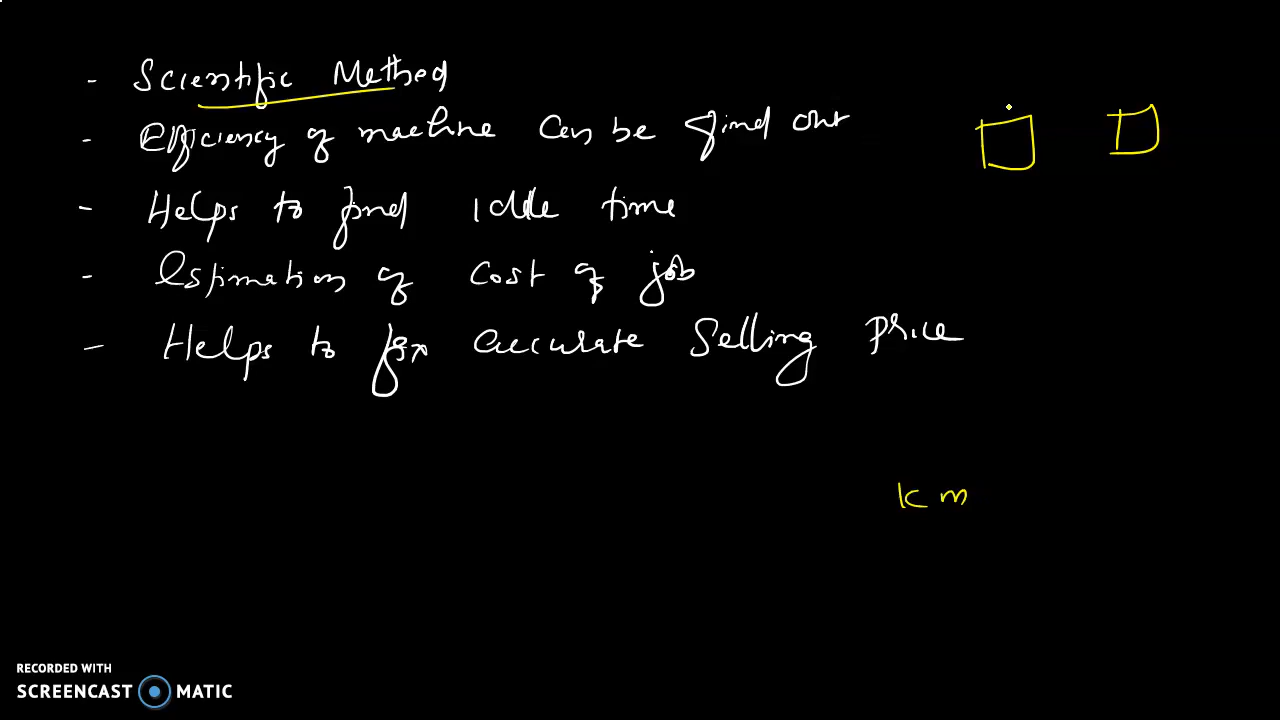 - Scientific Method
- Efficiency of machine can be find out
- Helps to find idle time
- Estimation of cost of job
- Helps to fix accurate selling price
km
RECORDED WITH
SCREENCAST MATIC